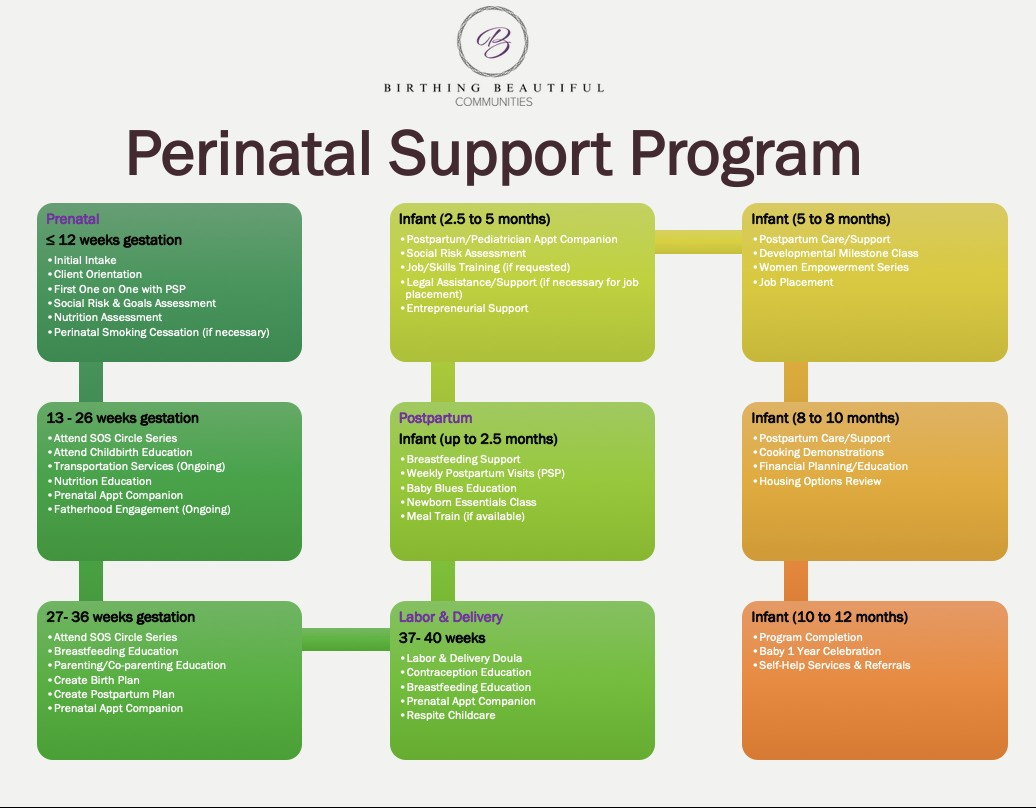 B
BIRTHING BEAUTIFUL
COMMUNITIES
Perinatal Support Program
Prenatal
≤ 12 weeks gestation
•Initial Intake
•Client Orientation
•First One on One with PSP
•Social Risk & Goals Assessment
•Nutrition Assessment
•Perinatal Smoking Cessation (if necessary)
13 - 26 weeks gestation
•Attend SOS Circle Series
•Attend Childbirth Education
•Transportation Services (Ongoing)
•Nutrition Education
•Prenatal Appt Companion
•Fatherhood Engagement (Ongoing)
27- 36 weeks gestation
•Attend SOS Circle Series
•Breastfeeding Education
•Parenting/Co-parenting Education
•Create Birth Plan
•Create Postpartum Plan
•Prenatal Appt Companion
Labor & Delivery
37- 40 weeks
•Labor & Delivery Doula
•Contraception Education
•Breastfeeding Education
•Prenatal Appt Companion
•Respite Childcare
Postpartum
Infant (up to 2.5 months)
•Breastfeeding Support
•Weekly Postpartum Visits (PSP)
•Baby Blues Education
•Newborn Essentials Class
•Meal Train (if available)
Infant (2.5 to 5 months)
•Postpartum/Pediatrician Appt Companion
•Social Risk Assessment
•Job/Skills Training (if requested)
•Legal Assistance/Support (if necessary for job
placement)
•Entrepreneurial Support
Infant (5 to 8 months)
•Postpartum Care/Support
•Developmental Milestone Class
•Women Empowerment Series
•Job Placement
Infant (8 to 10 months)
•Postpartum Care/Support
•Cooking Demonstrations
•Financial Planning/Education
•Housing Options Review
Infant (10 to 12 months)
•Program Completion
•Baby 1 Year Celebration
•Self-Help Services & Referrals